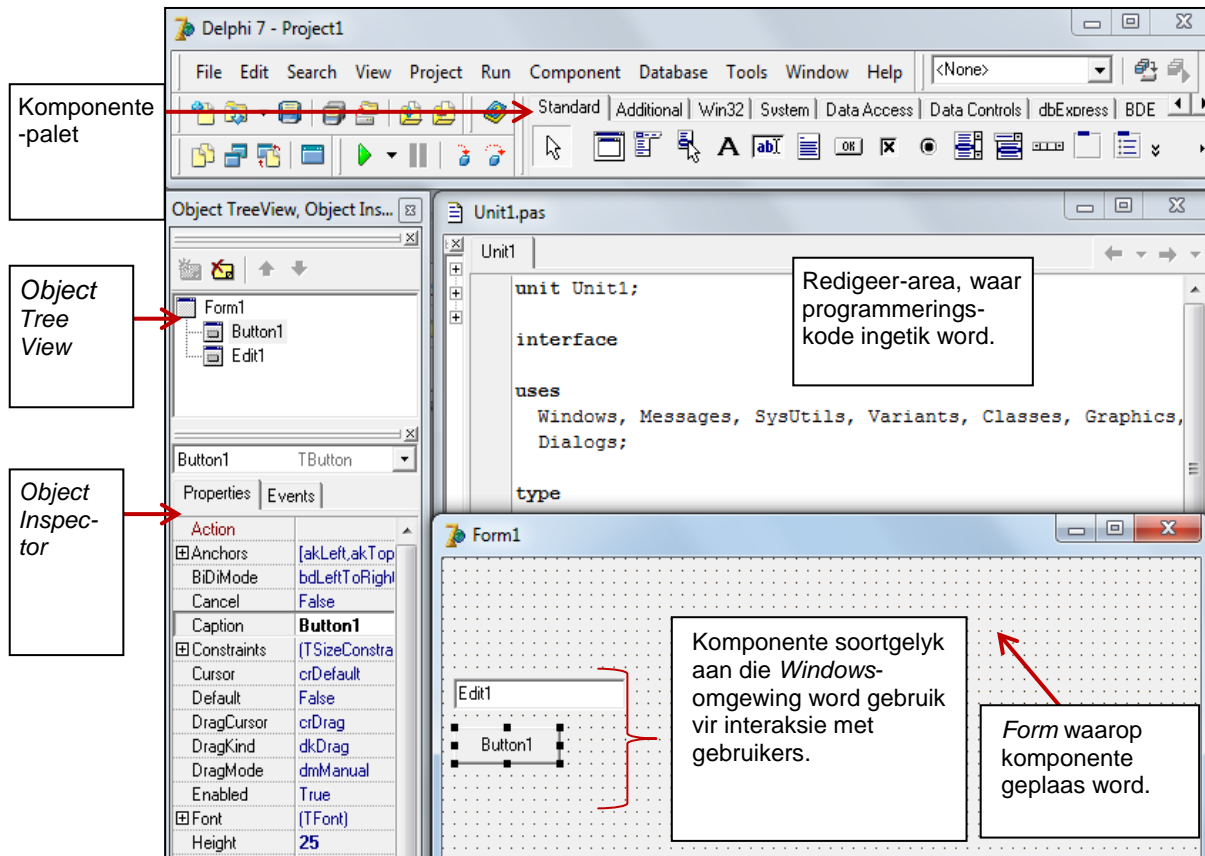 Delphi 7 - Project1
File Edit Search View Project Run Component Database Tools Window Help
<None>
Komponente
-palet
Standard Additional Win32 System Data Access Data Controls dbExpress BDE
A
abI
OK
Object TreeView, Object Ins...
Unit1.pas
Unit1
Object
Tree
View
Form1
Button1
Edit1
unit Unit1;
interface
uses
Windows, Messages, SysUtils, Variants, Classes, Graphics,
Dialogs;
type
Redigeer-area, waar
programmerings-
kode ingetik word.
Button1 TButton
Properties Events
Object
Inspec-
tor
Action
Anchors [akLeft,akTop
BiDiMode bdLeftToRigh
Cancel False
Caption Button1
Constraints (TSizeConstra
Cursor crDefault
Default False
DragCursor crDrag
DragKind dkDrag
DragMode dmManual
Enabled True
Font (TFont)
Height 25
Form1
Edit1
Button1
Komponente soortgelyk
aan die Windows-
omgewing word gebruik
vir interaksie met
gebruikers.
Form waarop
komponente
geplaas word.